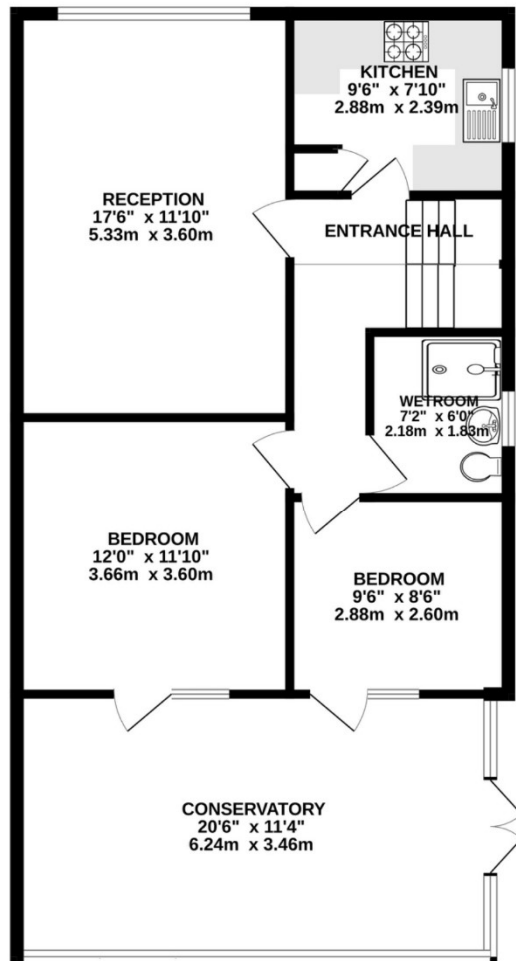 KITCHEN
9'6" x 7'10"
2.88m x 2.39m
RECEPTION
17'6" x 11'10"
5.33m x 3.60m
ENTRANCE HALL
WETROOM
7'2" x 6'0"
2.18m x 1.83m
BEDROOM
12'0" x 11'10"
3.66m x 3.60m
BEDROOM
9'6" x 8'6"
2.88m x 2.60m
CONSERVATORY
20'6" x 11'4"
6.24m x 3.46m